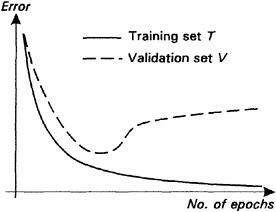 Error
Training set T
Validation set V
No. of epochs